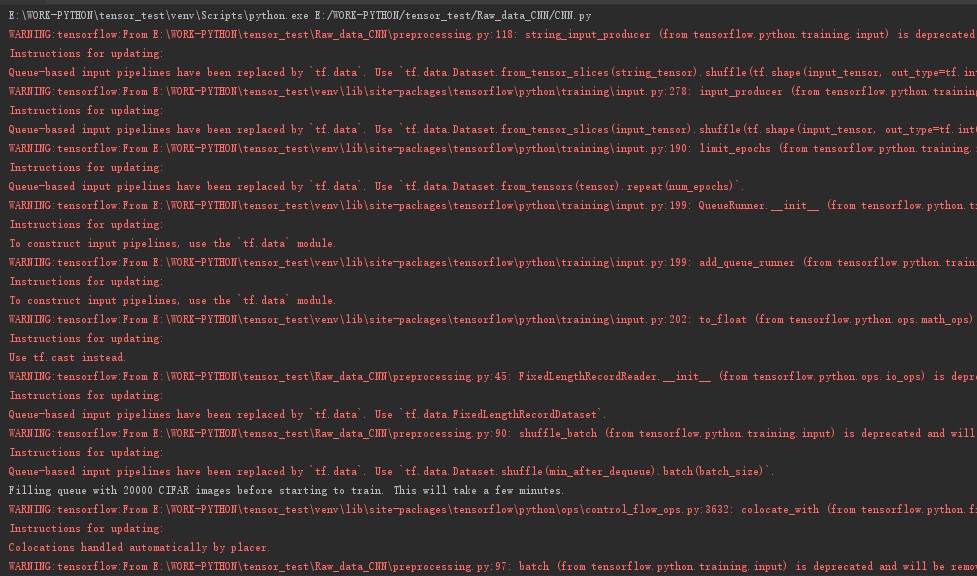 E:\WORK-PYTHON\tensor_test\venv\Scripts\python.exe E:/WORK-PYTHON/tensor_test/Raw_data_CNN/CNN.py
WARNING:tensorflow:From E:\WORK-PYTHON\tensor_test\Raw_data_CNN\preprocessing.py:118: string_input_producer (from tensorflow.python.training.input) is deprecated
Instructions for updating:
Queue-based input pipelines have been replaced by `tf.data`. Use `tf.data.Dataset.from_tensor_slices(string_tensor).shuffle(tf.shape(input_tensor, out_type=tf.in
WARNING:tensorflow:From E:\WORK-PYTHON\tensor_test\venv\lib\site-packages\tensorflow\python\training\input.py:278: input_producer (from tensorflow.python.training
Instructions for updating:
Queue-based input pipelines have been replaced by `tf.data`. Use `tf.data.Dataset.from_tensor_slices(input_tensor).shuffle(tf.shape(input_tensor, out_type=tf.int
WARNING:tensorflow:From E:\WORK-PYTHON\tensor_test\venv\lib\site-packages\tensorflow\python\training\input.py:190: limit_epochs (from tensorflow.python.training.
Instructions for updating:
Queue-based input pipelines have been replaced by `tf.data`. Use `tf.data.Dataset.from_tensors(tensor).repeat(num_epochs)`.
WARNING:tensorflow:From E:\WORK-PYTHON\tensor_test\venv\lib\site-packages\tensorflow\python\training\input.py:199: QueueRunner.__init__ (from tensorflow.python.t
Instructions for updating:
To construct input pipelines, use the `tf.data` module.
WARNING:tensorflow:From E:\WORK-PYTHON\tensor_test\venv\lib\site-packages\tensorflow\python\training\input.py:199: add_queue_runner (from tensorflow.python.train
Instructions for updating:
To construct input pipelines, use the `tf.data` module.
WARNING:tensorflow:From E:\WORK-PYTHON\tensor_test\venv\lib\site-packages\tensorflow\python\training\input.py:202: to_float (from tensorflow.python.ops.math_ops)
Instructions for updating:
Use tf.cast instead.
WARNING:tensorflow:From E:\WORK-PYTHON\tensor_test\Raw_data_CNN\preprocessing.py:45: FixedLengthRecordReader.__init__ (from tensorflow.python.ops.io_ops) is depr
Instructions for updating:
Queue-based input pipelines have been replaced by `tf.data`. Use `tf.data.FixedLengthRecordDataset`.
WARNING:tensorflow:From E:\WORK-PYTHON\tensor_test\Raw_data_CNN\preprocessing.py:90: shuffle_batch (from tensorflow.python.training.input) is deprecated and will
Instructions for updating:
Queue-based input pipelines have been replaced by `tf.data`. Use `tf.data.Dataset.shuffle(min_after_dequeue).batch(batch_size)`.
Filling queue with 20000 CIFAR images before starting to train. This will take a few minutes.
WARNING:tensorflow:From E:\WORK-PYTHON\tensor_test\venv\lib\site-packages\tensorflow\python\ops\control_flow_ops.py:3632: colocate_with (from tensorflow.python.f
Instructions for updating:
Colocations handled automatically by placer.
WARNING:tensorflow:From E:\WORK-PYTHON\tensor_test\Raw_data_CNN\preprocessing.py:97: batch (from tensorflow.python.training.input) is deprecated and will be remo